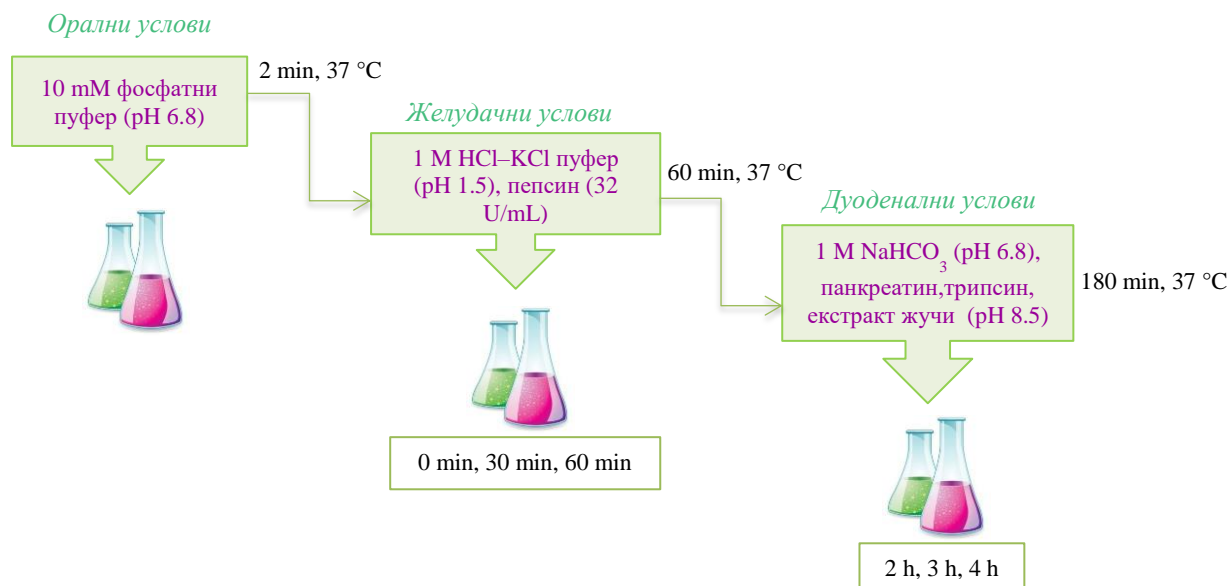 Орални услови
10 mM фосфатни
пуфер (pH 6.8)
2 min, 37 °C
Желудачни услови
1 M HCl–KCl пуфер
(pH 1.5), пепсин (32
U/mL)
60 min, 37 °C
0 min, 30 min, 60 min
Дуоденални услови
1 M NaHCO3 (pH 6.8),
панкреатин,трипсин,
екстракт жучи (pH 8.5)
180 min, 37 °C
2 h, 3 h, 4 h